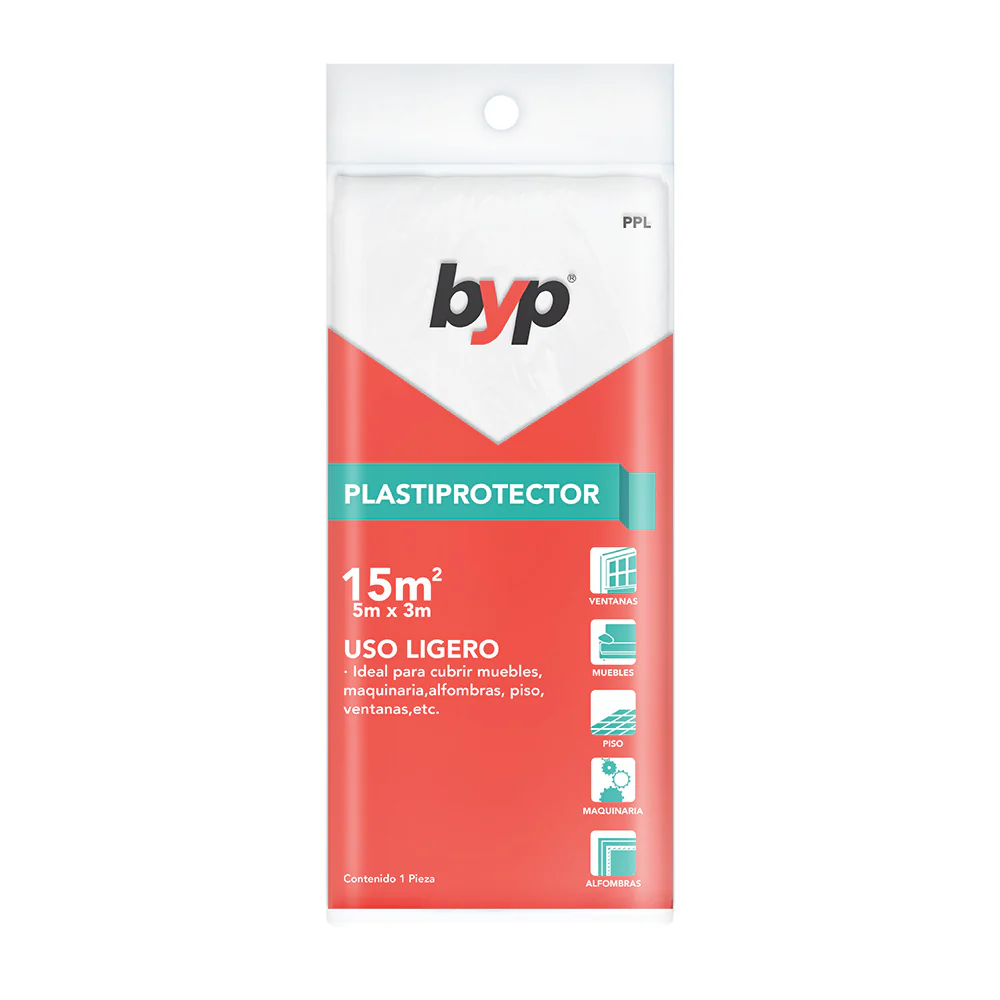 PPL
byp®
PLASTIPROTECTOR
15m²
5m x 3m
USO LIGERO
· Ideal para cubrir muebles,
maquinaria,alfombras, piso,
ventanas,etc.
VENTANAS
MUEBLES
PISO
MAQUINARIA
ALFOMBRAS
Contenido 1 Pieza